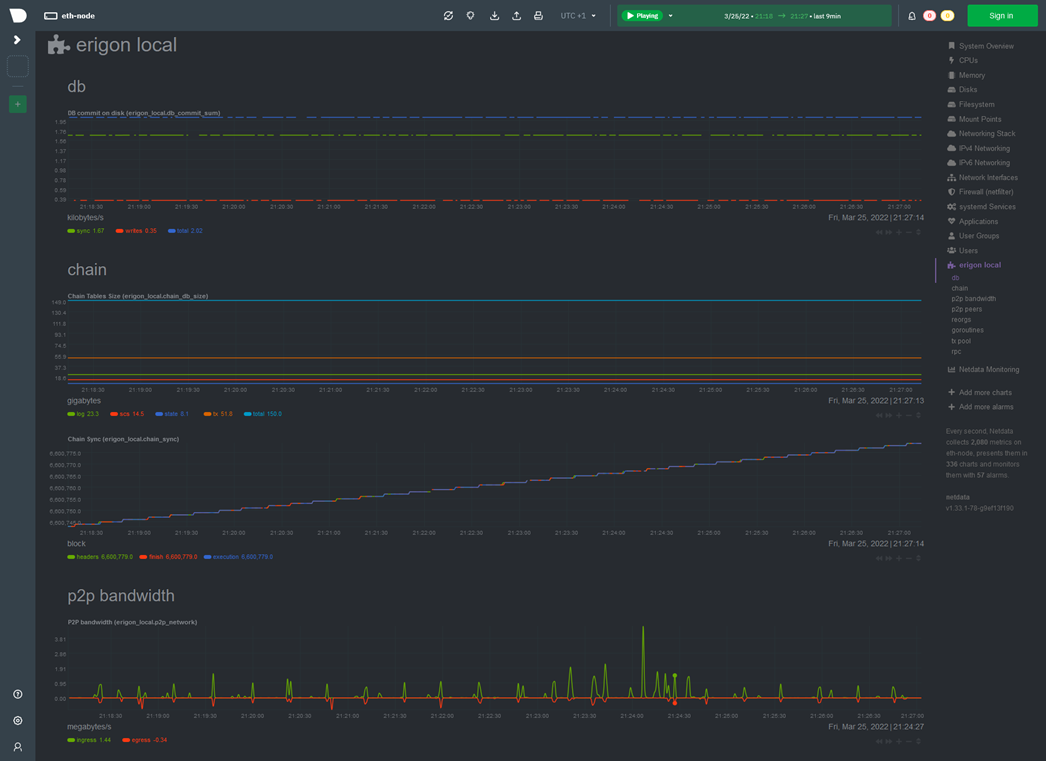 eth-node
UTC +1
Playing
3/25/22 • 21:18 → 21:27 • last 9min
0
0
Sign in
erigon local
db
DB commit on disk (erigon_local.db_commit_sum)
1.95
1.76
1.56
1.37
1.17
0.98
0.78
0.59
0.39
21:18:30 21:19:00 21:19:30 21:20:00 21:20:30 21:21:00 21:21:30 21:22:00 21:22:30 21:23:00 21:23:30 21:24:00 21:24:30 21:25:00 21:25:30 21:26:00 21:26:30 21:27:00
kilobytes/s
Fri, Mar 25, 2022 | 21:27:14
sync 1.67 writes 0.35 total 2.02
chain
Chain Tables Size (erigon_local.chain_db_size)
149.0
130.4
111.8
93.1
74.5
55.9
37.3
18.6
21:18:30 21:19:00 21:19:30 21:20:00 21:20:30 21:21:00 21:21:30 21:22:00 21:22:30 21:23:00 21:23:30 21:24:00 21:24:30 21:25:00 21:25:30 21:26:00 21:26:30 21:27:00
gigabytes
Fri, Mar 25, 2022 | 21:27:13
log 23.3 scs 14.5 state 8.1 tx 51.8 total 150.0
Chain Sync (erigon_local.chain_sync)
6,600,775.0
6,600,770.0
6,600,765.0
6,600,760.0
6,600,755.0
6,600,750.0
6,600,745.0
21:18:30 21:19:00 21:19:30 21:20:00 21:20:30 21:21:00 21:21:30 21:22:00 21:22:30 21:23:00 21:23:30 21:24:00 21:24:30 21:25:00 21:25:30 21:26:00 21:26:30 21:27:00
block
Fri, Mar 25, 2022 | 21:27:14
headers 6,600,779.0 finish 6,600,779.0 execution 6,600,779.0
p2p bandwidth
P2P bandwidth (erigon_local.p2p_network)
3.81
2.86
1.91
0.95
0.00
21:18:30 21:19:00 21:19:30 21:20:00 21:20:30 21:21:00 21:21:30 21:22:00 21:22:30 21:23:00 21:23:30 21:24:00 21:24:30 21:25:00 21:25:30 21:26:00 21:26:30 21:27:00
megabytes/s
Fri, Mar 25, 2022 | 21:24:27
ingress 1.44 egress -0.34
System Overview
CPUs
Memory
Disks
Filesystem
Mount Points
Networking Stack
IPv4 Networking
IPv6 Networking
Network Interfaces
Firewall (netfilter)
systemd Services
Applications
User Groups
Users
erigon local
db
chain
p2p bandwidth
p2p peers
reorgs
goroutines
tx pool
rpc
Netdata Monitoring
Add more charts
Add more alarms
Every second, Netdata
collects 2,080 metrics on
eth-node, presents them in
336 charts and monitors
them with 57 alarms.
netdata